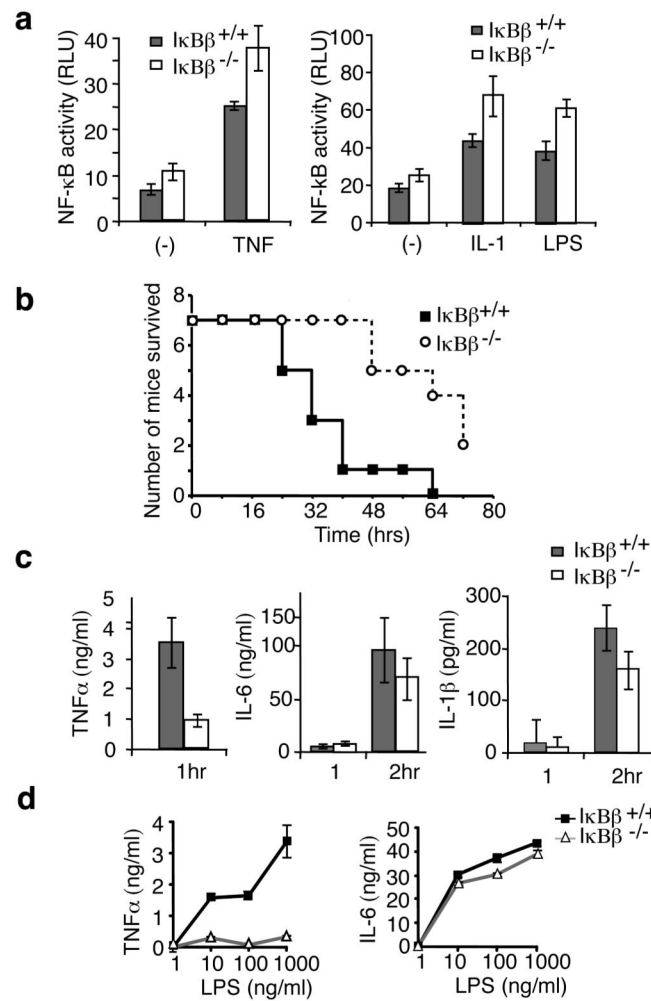 a
IκBβ +/+
IκBβ -/-
NF-κB activity (RLU)
40
30
20
10
0
(-)
TNF
IκBβ +/+
IκBβ -/-
NF-kB activity (RLU)
100
80
60
40
20
0
(-)
IL-1
LPS
b
IκBβ+/+
IκBβ-/-
Number of mice survived
8
6
4
2
0
0
16
32
48
64
80
Time (hrs)
c
IκBβ +/+
IκBβ -/-
TNFα (ng/ml)
5
4
3
2
1
0
1hr
IL-6 (ng/ml)
150
100
50
0
1
2hr
IL-1β (pg/ml)
300
200
100
0
1
2hr
d
IκBβ +/+
IκBβ -/-
TNFα (ng/ml)
4
3
2
1
0
1
10
100
1000
LPS (ng/ml)
IL-6 (ng/ml)
50
40
30
20
10
0
1
10
100
1000
LPS (ng/ml)